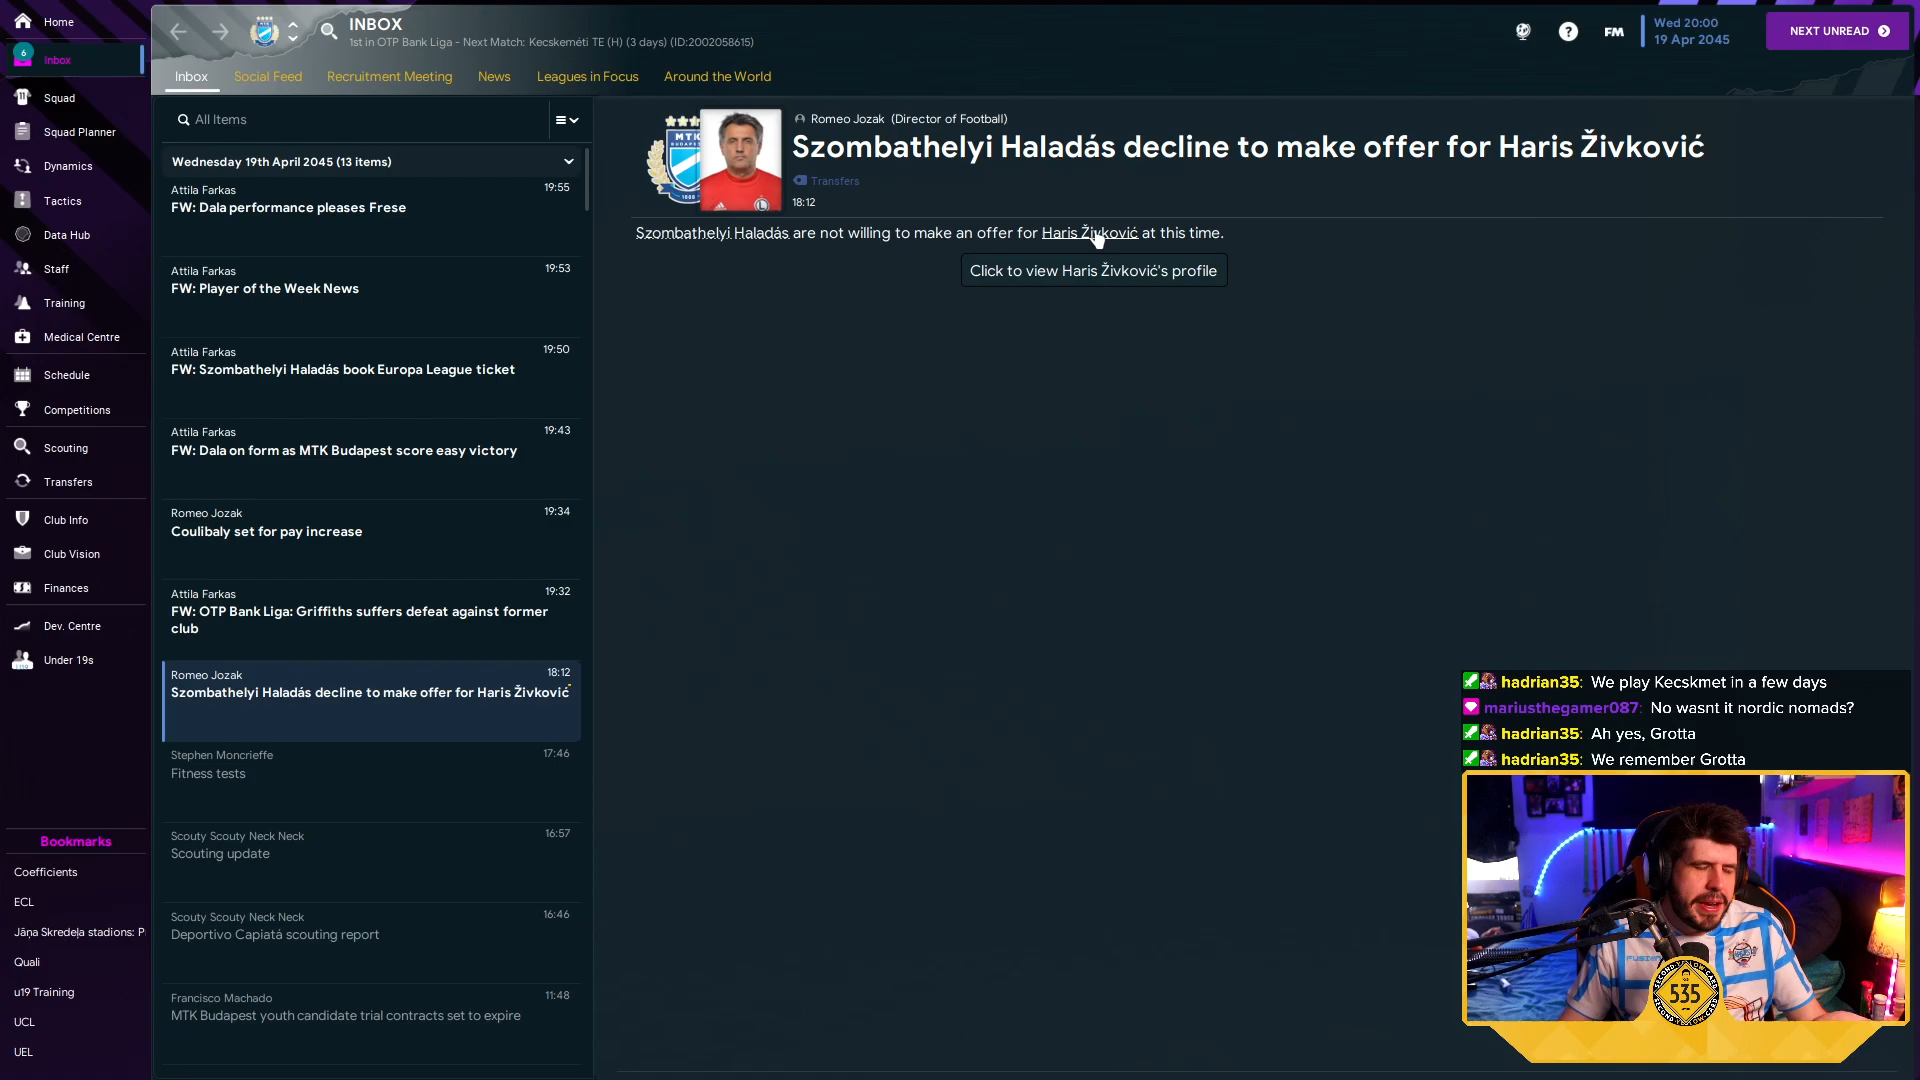 Home
6
Inbox
Squad
Squad Planner
Dynamics
Tactics
Data Hub
Staff
Training
Medical Centre
Schedule
Competitions
Scouting
Transfers
Club Info
Club Vision
Finances
Dev. Centre
Under 19s
Bookmarks
Coefficients
ECL
Jāņa Skredeļa stadions: P
Quali
u19 Training
UCL
UEL
INBOX
1st in OTP Bank Liga - Next Match: Kecskeméti TE (H) (3 days) (ID:2002058615)
? FM
Wed 20:00
19 Apr 2045
NEXT UNREAD
Inbox Social Feed Recruitment Meeting News Leagues in Focus Around the World
All Items
Wednesday 19th April 2045 (13 items)
Attila Farkas 19:55
FW: Dala performance pleases Frese
Attila Farkas 19:53
FW: Player of the Week News
Attila Farkas 19:50
FW: Szombathelyi Haladás book Europa League ticket
Attila Farkas 19:43
FW: Dala on form as MTK Budapest score easy victory
Romeo Jozak 19:34
Coulibaly set for pay increase
Attila Farkas 19:32
FW: OTP Bank Liga: Griffiths suffers defeat against former
club
Romeo Jozak 18:12
Szombathelyi Haladás decline to make offer for Haris Živković
Stephen Moncrieffe 17:46
Fitness tests
Scouty Scouty Neck Neck 16:57
Scouting update
Scouty Scouty Neck Neck 16:46
Deportivo Capiatá scouting report
Francisco Machado 11:48
MTK Budapest youth candidate trial contracts set to expire
MTK
Romeo Jozak (Director of Football)
Szombathelyi Haladás decline to make offer for Haris Živković
Transfers
18:12
Szombathelyi Haladás are not willing to make an offer for Haris Živković at this time.
Click to view Haris Živković's profile
hadrian35: We play Kecskmet in a few days
mariusthegamer087: No wasnt it nordic nomads?
hadrian35: Ah yes, Grotta
hadrian35: We remember Grotta
SECOND YELLOW CARD
535